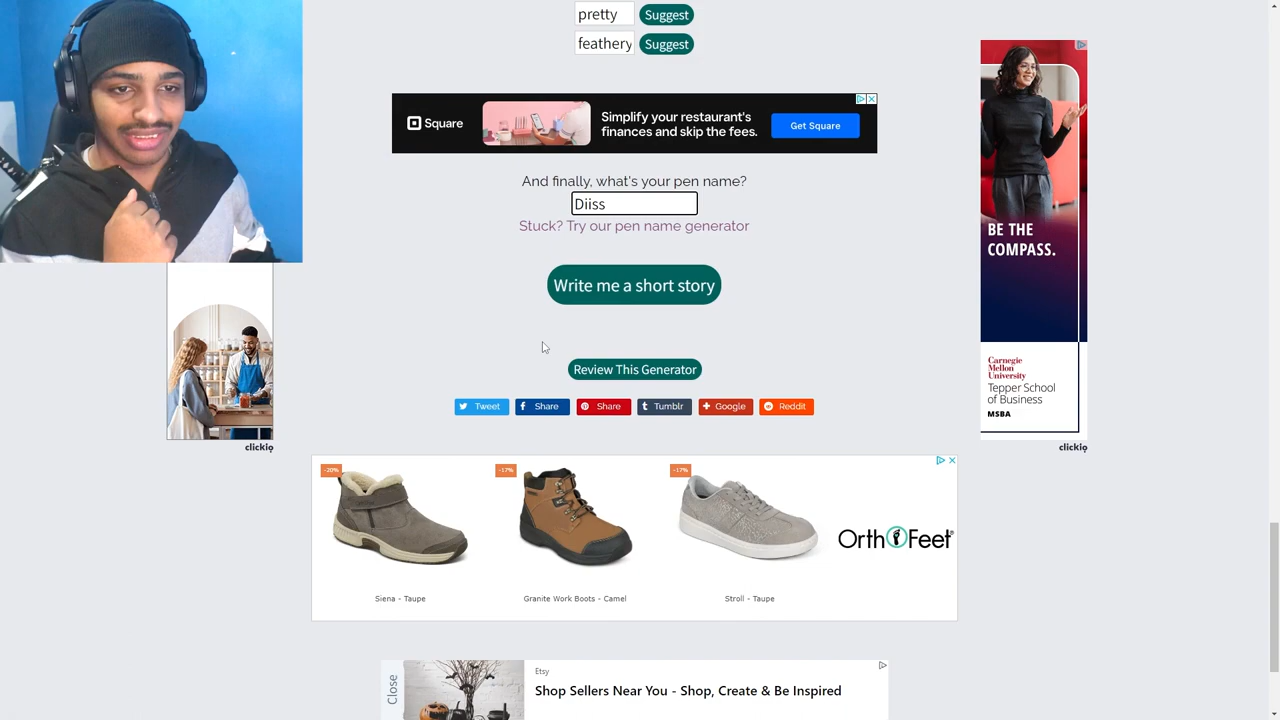 pretty
Suggest
feathery
Suggest
Square
Simplify your restaurant's
finances and skip the fees.
Get Square
And finally, what's your pen name?
Diiss
Stuck? Try our pen name generator
Write me a short story
Review This Generator
Tweet
Share
Share
Tumblr
Google
Reddit
BE THE
COMPASS.
Carnegie
Mellon
University
Tepper School
of Business
MSBA
clickio
clickio
-20%
-17%
-17%
OrthoFeet
Siena - Taupe
Granite Work Boots - Camel
Stroll - Taupe
Close
Etsy
Shop Sellers Near You - Shop, Create & Be Inspired